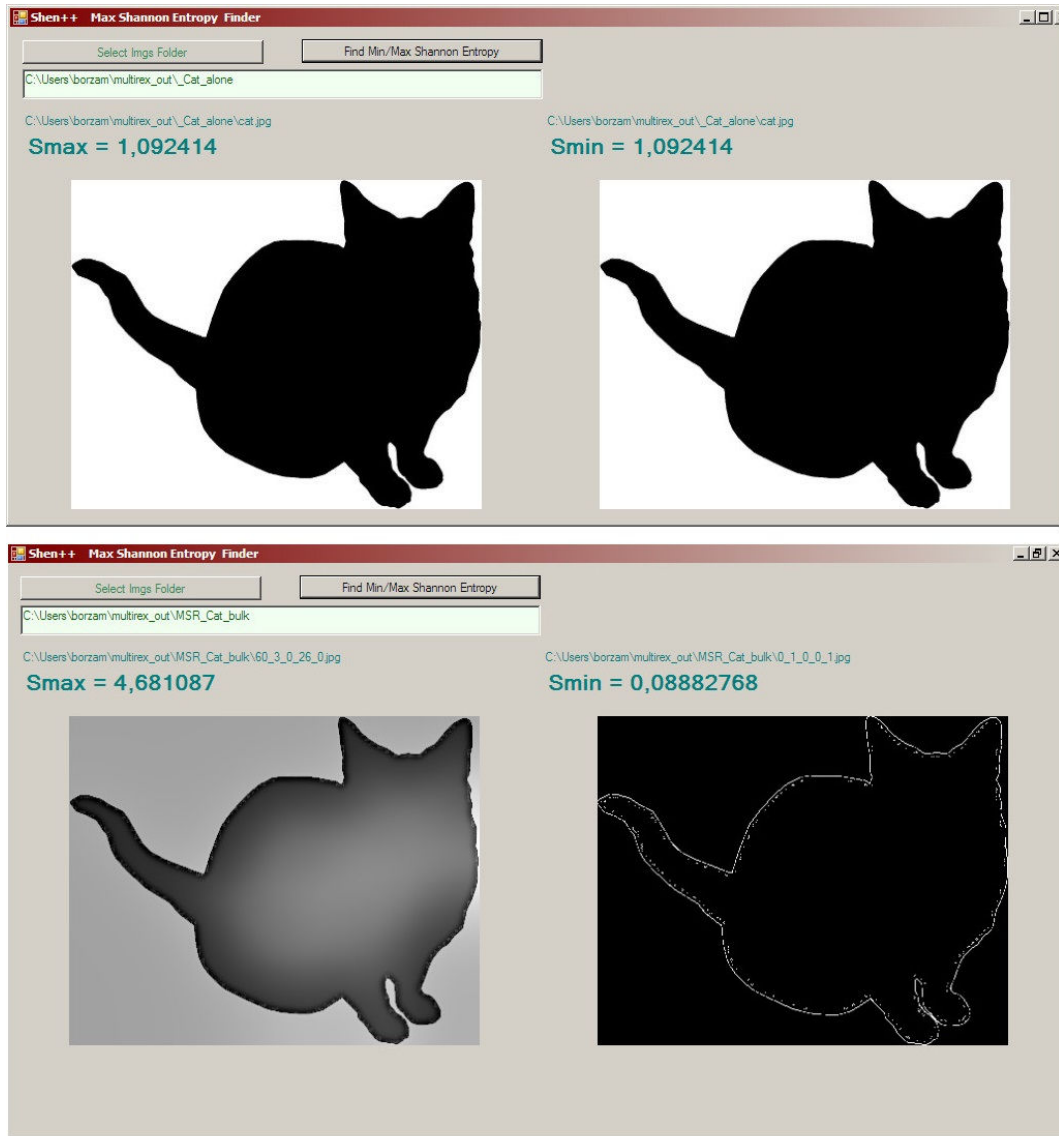 Shen++ Max Shannon Entropy Finder
Select Imgs Folder Find Min/Max Shannon Entropy
C:\Users\borzam\multirex_out\_Cat_alone
C:\Users\borzam\multirex_out\_Cat_alone\cat.jpg C:\Users\borzam\multirex_out\_Cat_alone\cat.jpg
Smax = 1,092414 Smin = 1,092414
Shen++ Max Shannon Entropy Finder
Select Imgs Folder Find Min/Max Shannon Entropy
C:\Users\borzam\multirex_out\MSR_Cat_bulk
C:\Users\borzam\multirex_out\MSR_Cat_bulk\60_3_0_26_0.jpg C:\Users\borzam\multirex_out\MSR_Cat_bulk\0_1_0_0_1.jpg
Smax = 4,681087 Smin = 0,08882768